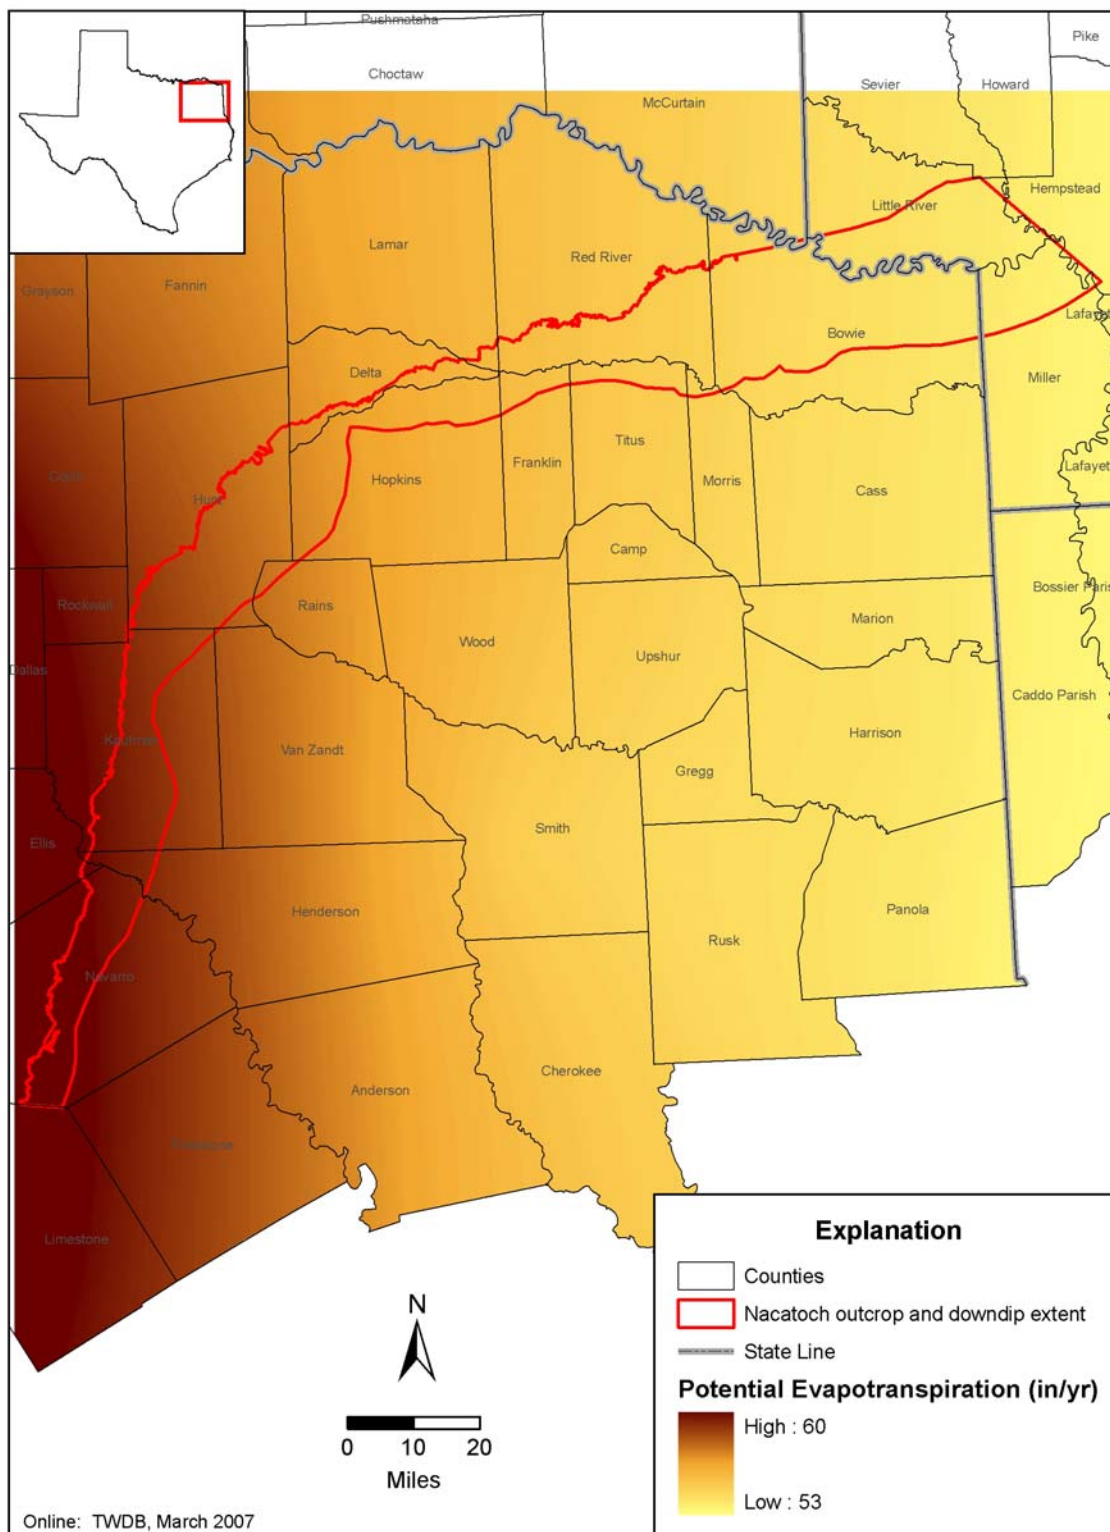 Pushmataha
Pike
Choctaw
Sevier
Howard
McCurtain
Hempstead
Little River
Lamar
Red River
Fannin
Grayson
Lafayet
Bowie
Delta
Miller
Titus
Franklin
Lafayet
Hopkins
Morris
Cass
Hunt
Camp
Bossier Paris
Rockwall
Rains
Marion
Wood
Upshur
Dallas
Caddo Parish
Harrison
Kaufman
Van Zandt
Gregg
Smith
Ellis
Panola
Henderson
Rusk
Navarro
Cherokee
Anderson
Freestone
Limestone
N
0 10 20
Miles
Explanation
Counties
Nacatoch outcrop and downdip extent
State Line
Potential Evapotranspiration (in/yr)
High : 60
Low : 53
Online: TWDB, March 2007